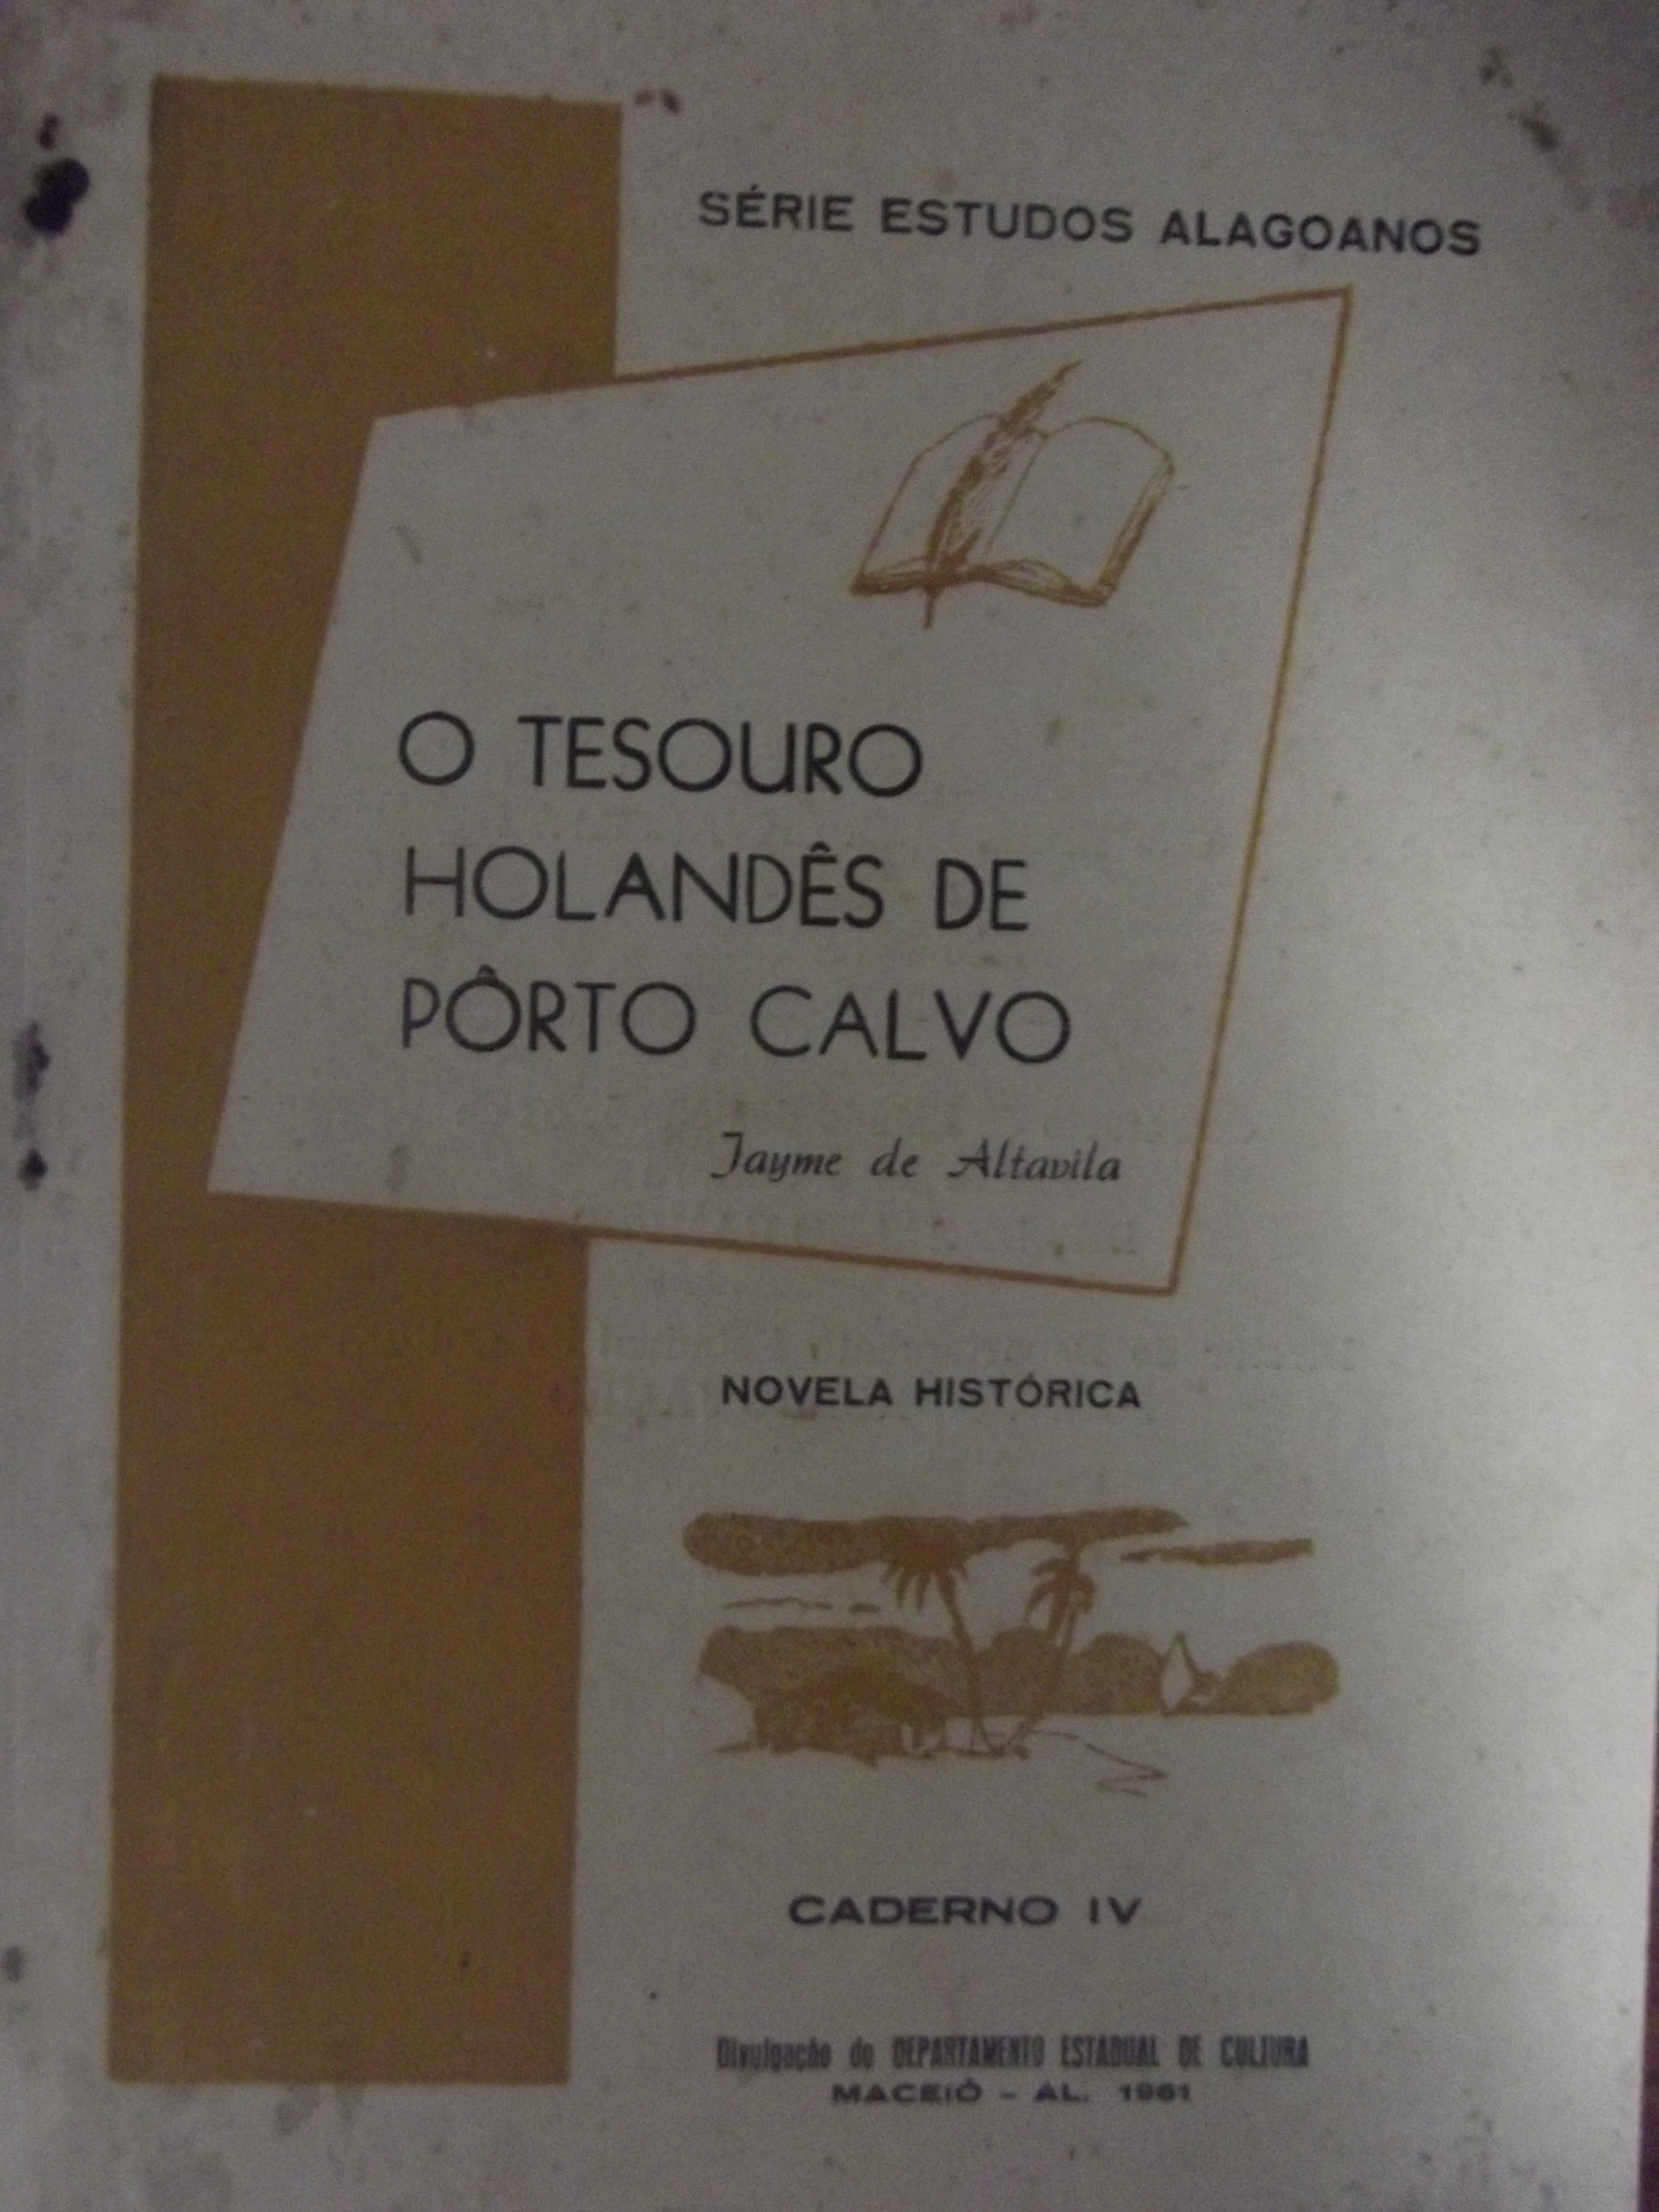 SÉRIE ESTUDOS ALAGOANOS
O TESOURO
HOLANDÊS DE
PÔRTO CALVO
Jayme de Altavila
NOVELA HISTÓRICA
CADERNO IV
Divulgação do DEPARTAMENTO ESTADUAL DE CULTURA
MACEIÓ - AL. 1961